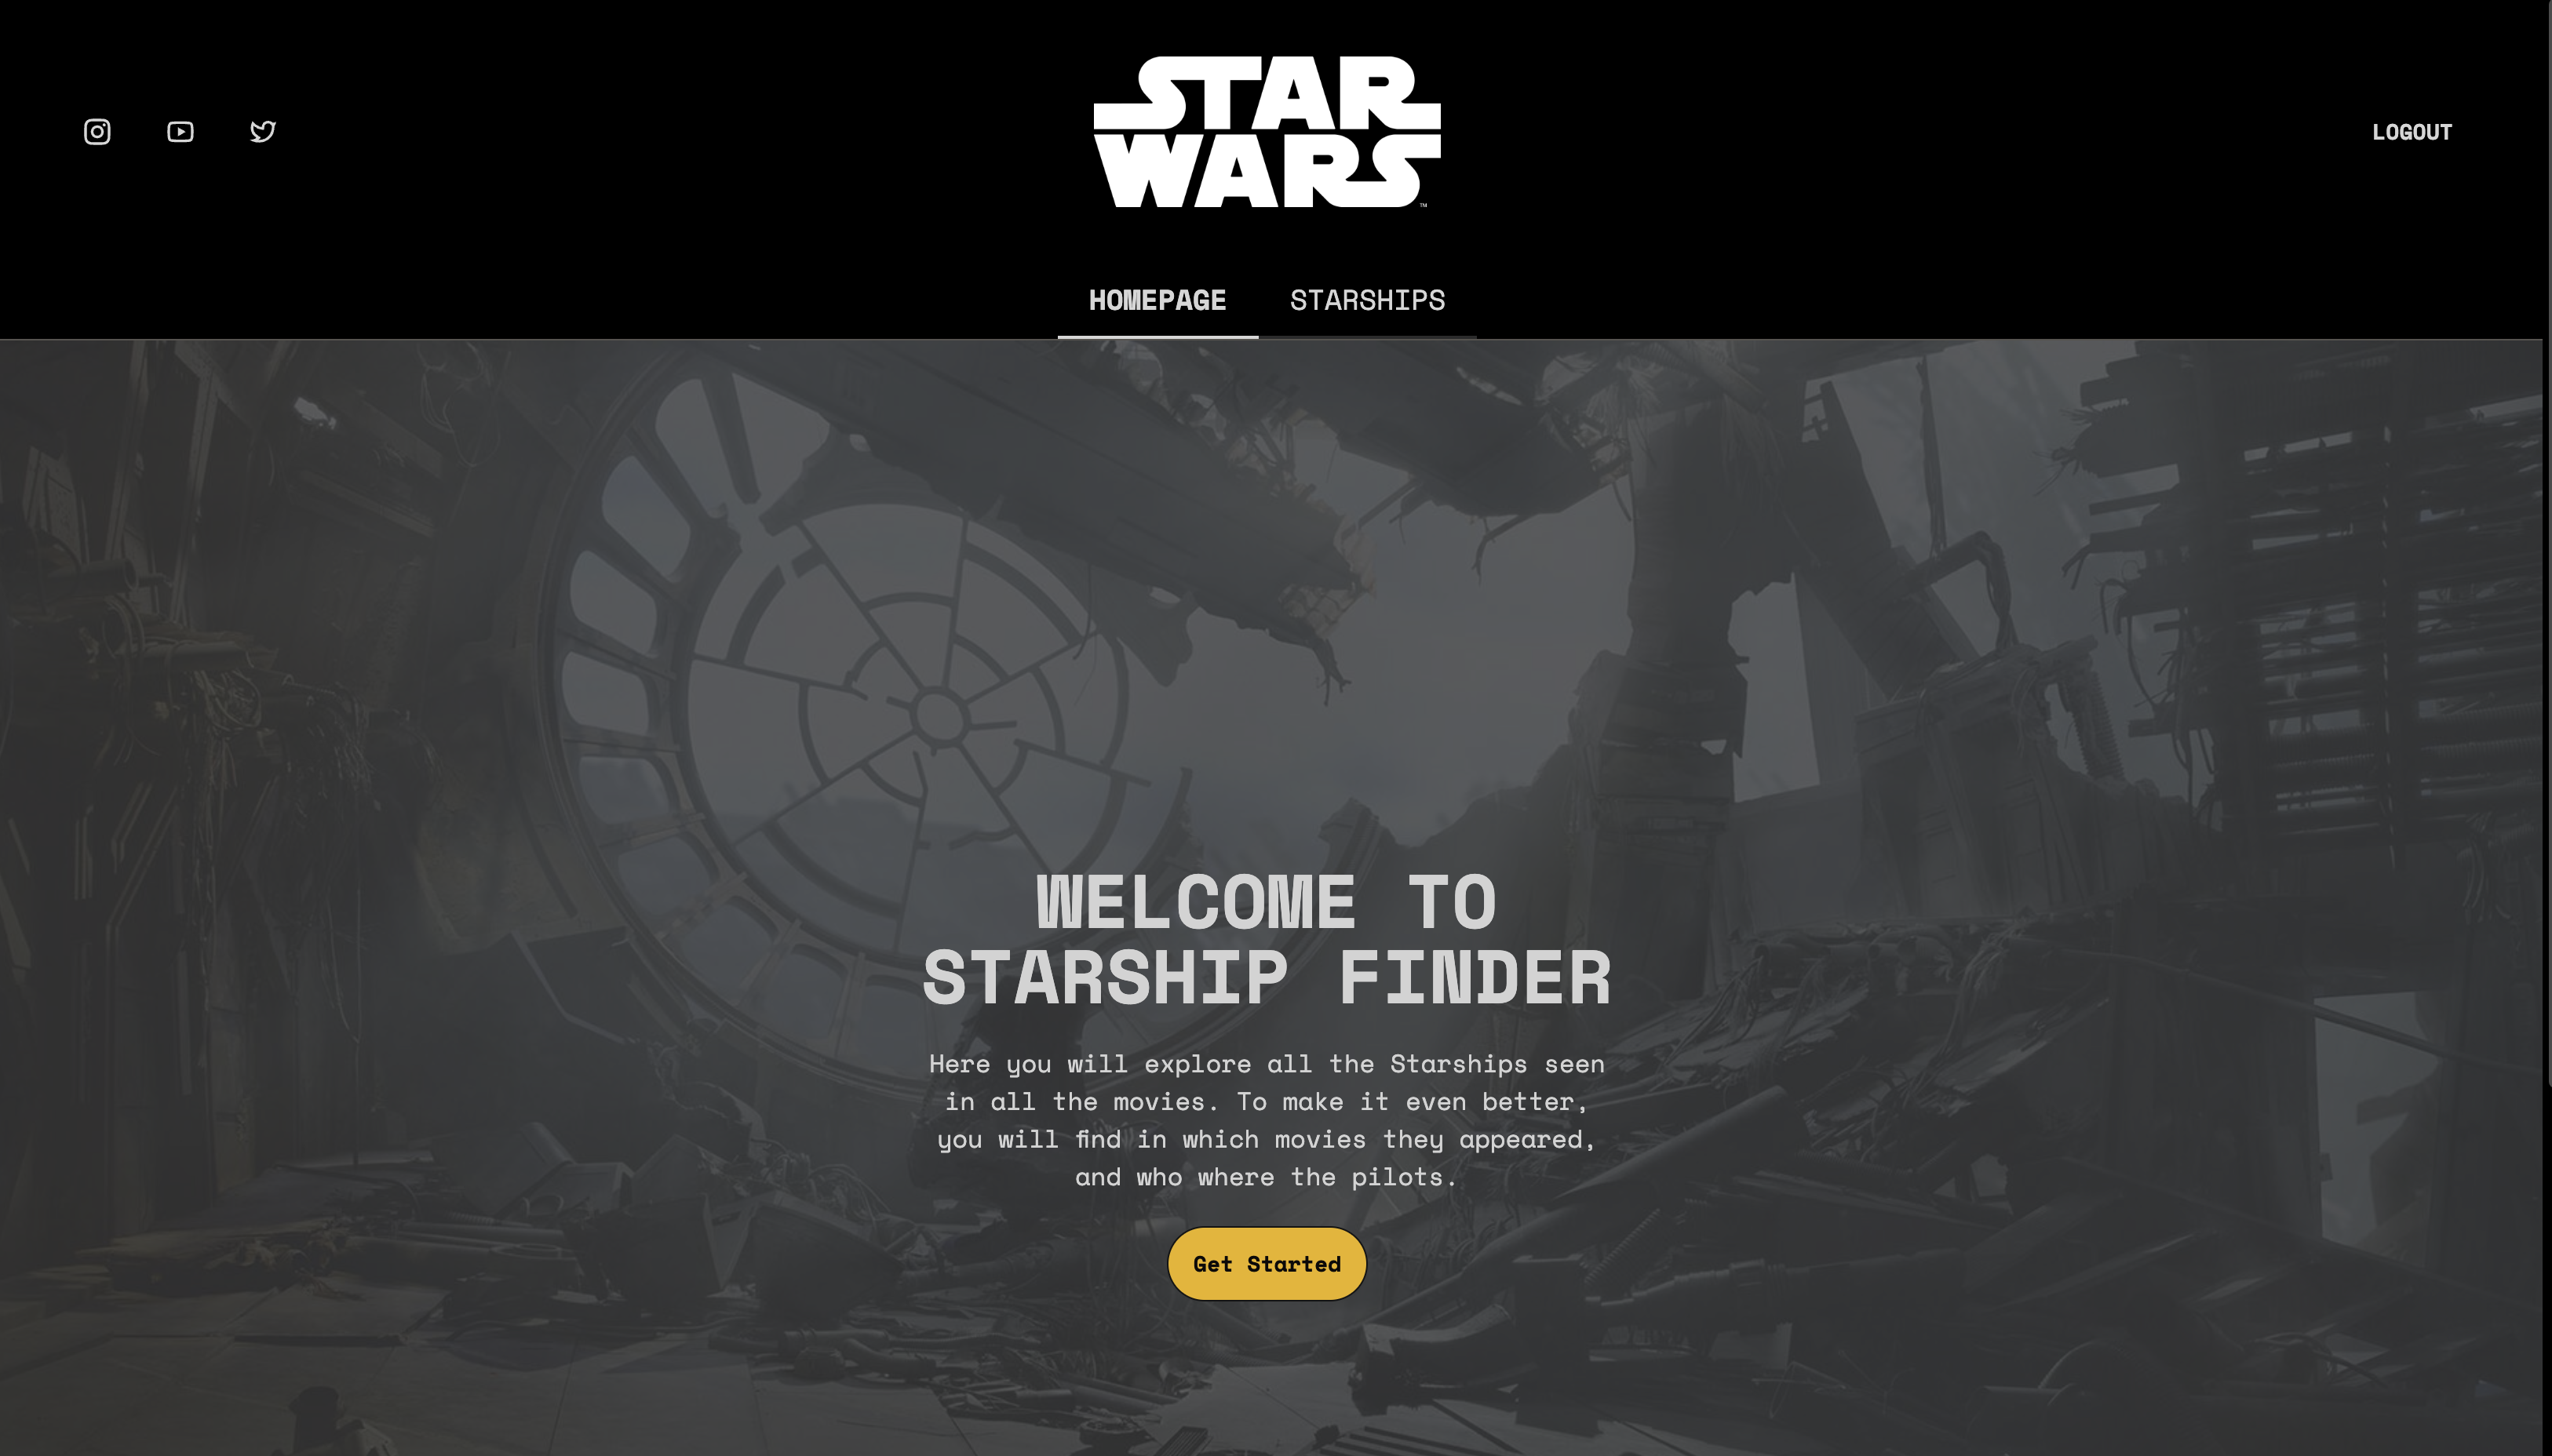 STAR
WARS
™
LOGOUT
HOMEPAGE STARSHIPS
WELCOME TO
STARSHIP FINDER
Here you will explore all the Starships seen
in all the movies. To make it even better,
you will find in which movies they appeared,
and who where the pilots.
Get Started